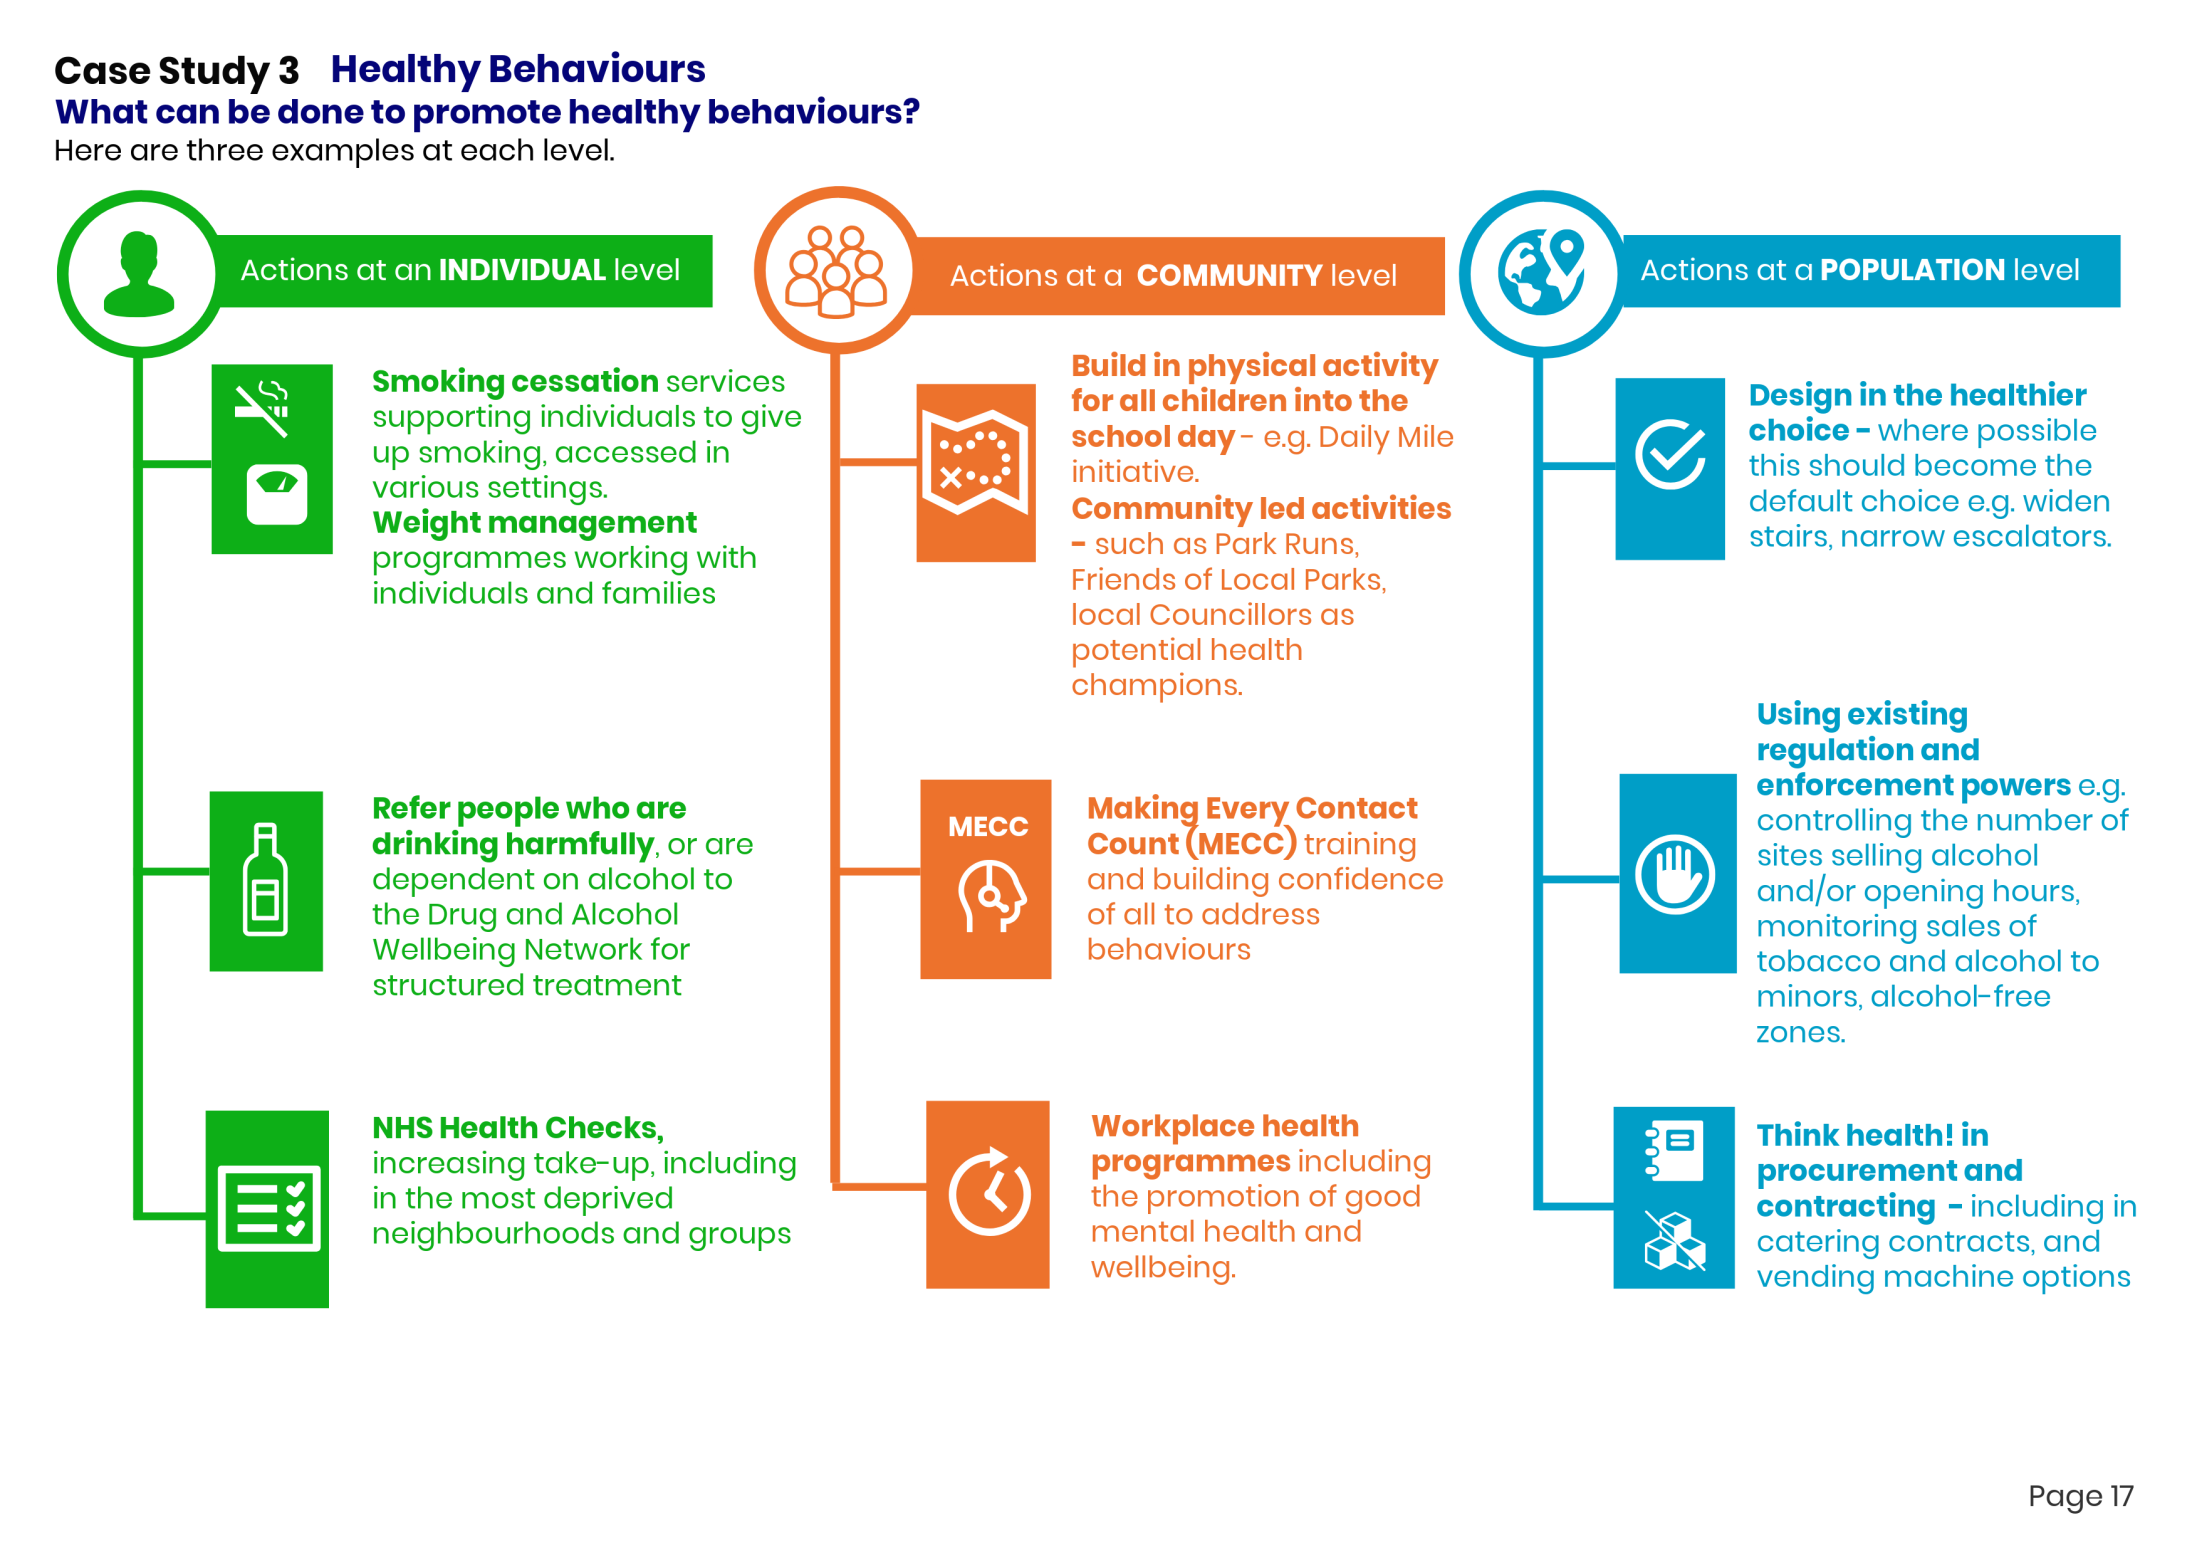 Case Study 3 Healthy Behaviours
What can be done to promote healthy behaviours?
Here are three examples at each level.
Actions at an INDIVIDUAL level
Smoking cessation services
supporting individuals to give
up smoking, accessed in
various settings.
Weight management
programmes working with
individuals and families
Refer people who are
drinking harmfully, or are
dependent on alcohol to
the Drug and Alcohol
Wellbeing Network for
structured treatment
NHS Health Checks,
increasing take-up, including
in the most deprived
neighbourhoods and groups
Actions at a COMMUNITY level
Build in physical activity
for all children into the
school day - e.g. Daily Mile
initiative.
Community led activities
- such as Park Runs,
Friends of Local Parks,
local Councillors as
potential health
champions.
MECC
Making Every Contact
Count (MECC) training
and building confidence
of all to address
behaviours
Workplace health
programmes including
the promotion of good
mental health and
wellbeing.
Actions at a POPULATION level
Design in the healthier
choice - where possible
this should become the
default choice e.g. widen
stairs, narrow escalators.
Using existing
regulation and
enforcement powers e.g.
controlling the number of
sites selling alcohol
and/or opening hours,
monitoring sales of
tobacco and alcohol to
minors, alcohol-free
zones.
Think health! in
procurement and
contracting - including in
catering contracts, and
vending machine options
Page 17